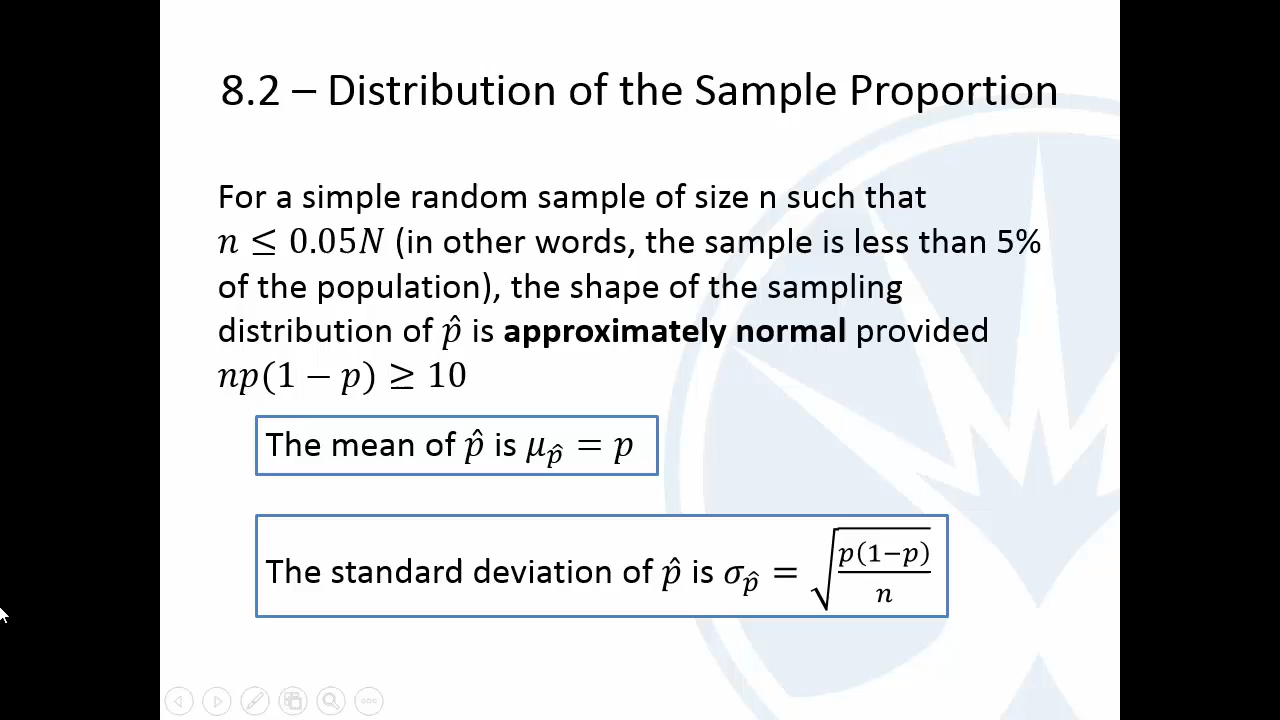 8.2 – Distribution of the Sample Proportion
For a simple random sample of size n such that
n ≤ 0.05N (in other words, the sample is less than 5%
of the population), the shape of the sampling
distribution of p̂ is approximately normal provided
np(1 − p) ≥ 10
The mean of p̂ is μ_p̂ = p
The standard deviation of p̂ is σ_p̂ = √(p(1−p)/n)